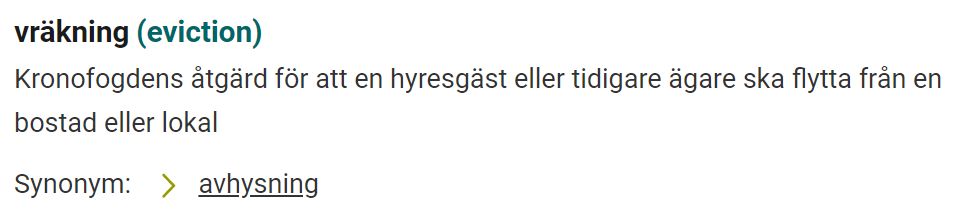 vräkning (eviction)
Kronofogdens åtgärd för att en hyresgäst eller tidigare ägare ska flytta från en
bostad eller lokal
Synonym: avhysning